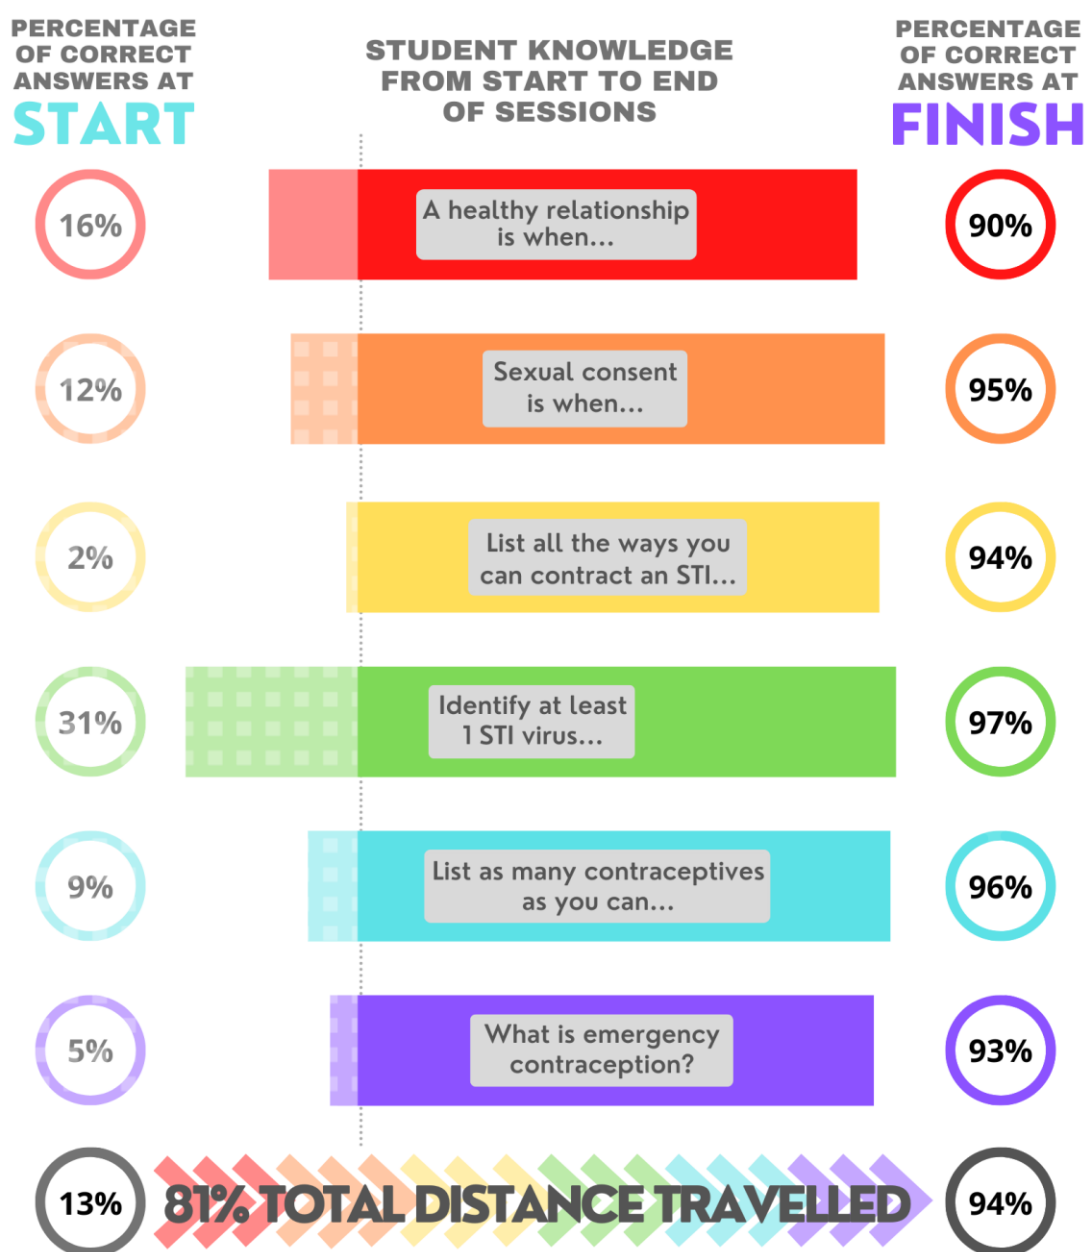 PERCENTAGE
OF CORRECT
ANSWERS AT
START
STUDENT KNOWLEDGE
FROM START TO END
OF SESSIONS
PERCENTAGE
OF CORRECT
ANSWERS AT
FINISH
16%
A healthy relationship
is when...
90%
12%
Sexual consent
is when...
95%
2%
List all the ways you
can contract an STI...
94%
31%
Identify at least
1 STI virus...
97%
9%
List as many contraceptives
as you can...
96%
5%
What is emergency
contraception?
93%
13%
81% TOTAL DISTANCE TRAVELLED
94%